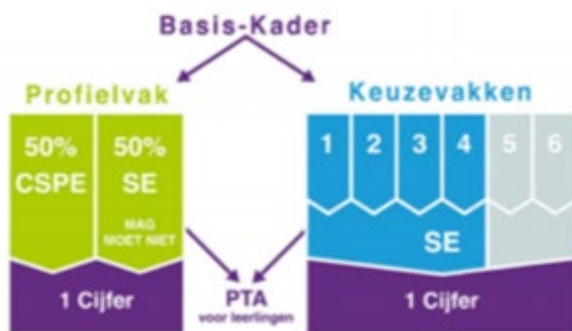 Basis-Kader
Profielvak
50%
CSPE
50%
SE
MAG
MOET NIET
1 Cijfer
PTA
voor leerlingen
Keuzevakken
1 2 3 4 5 6
SE
1 Cijfer